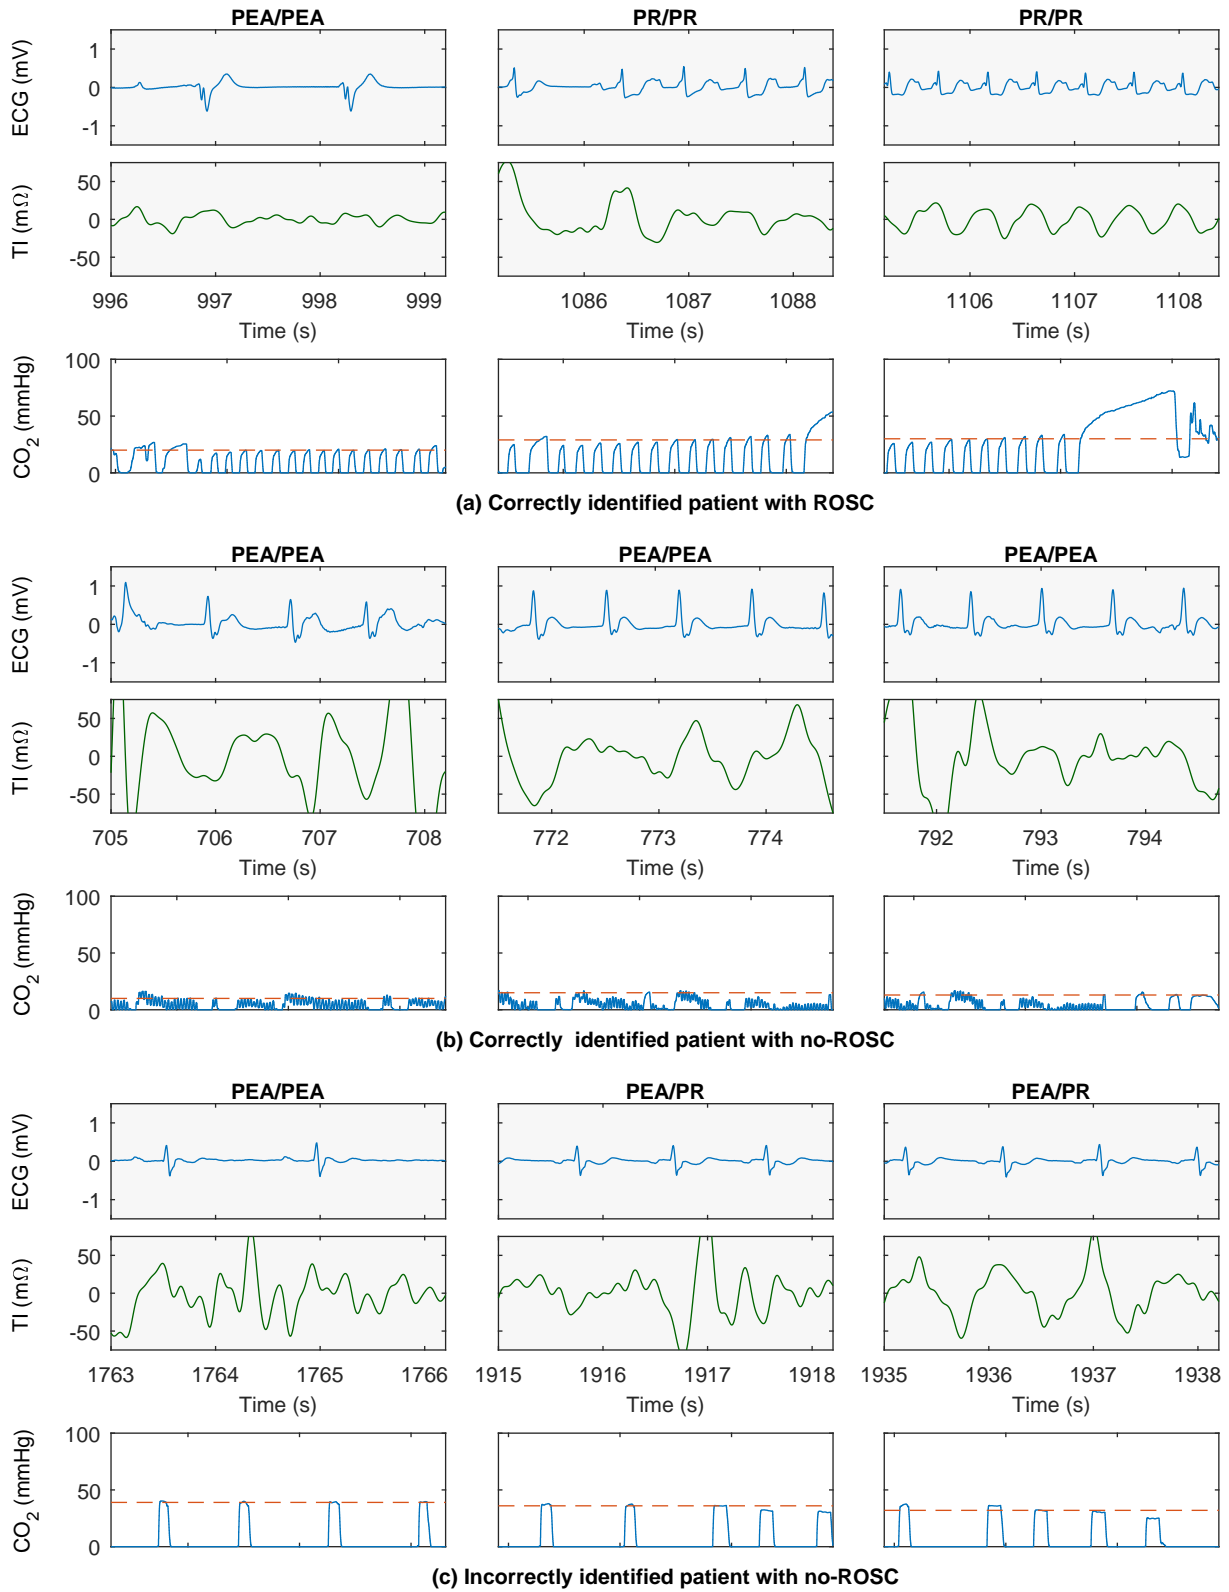 PEA/PEA PR/PR PR/PR
ECG (mV)
1
0
-1
TI (mΩ)
50
0
-50
996 997 998 999 1086 1087 1088 1106 1107 1108
Time (s) Time (s) Time (s)
CO2 (mmHg)
100
50
0
(a) Correctly identified patient with ROSC
PEA/PEA PEA/PEA PEA/PEA
ECG (mV)
1
0
-1
TI (mΩ)
50
0
-50
705 706 707 708 772 773 774 792 793 794
Time (s) Time (s) Time (s)
CO2 (mmHg)
100
50
0
(b) Correctly identified patient with no-ROSC
PEA/PEA PEA/PR PEA/PR
ECG (mV)
1
0
-1
TI (mΩ)
50
0
-50
1763 1764 1765 1766 1915 1916 1917 1918 1935 1936 1937 1938
Time (s) Time (s) Time (s)
CO2 (mmHg)
100
50
0
(c) Incorrectly identified patient with no-ROSC